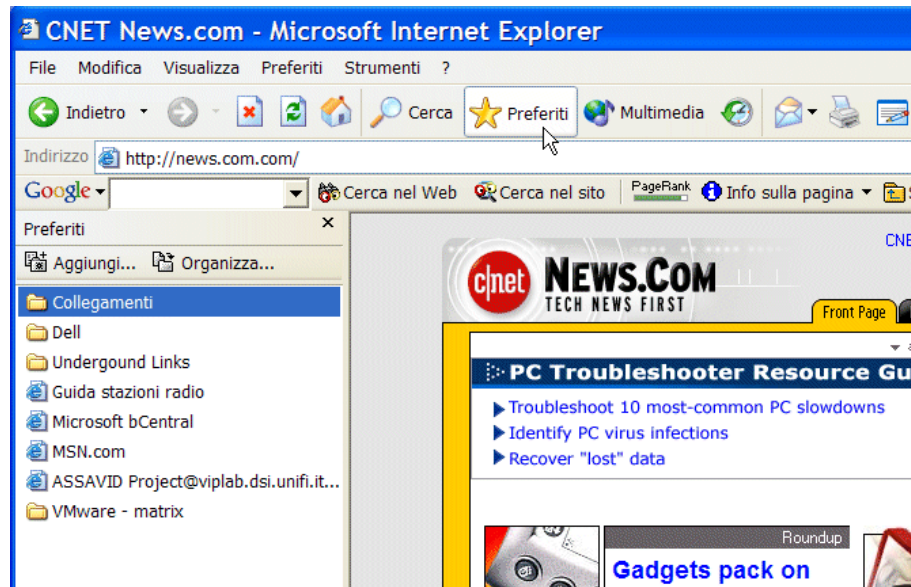 CNET News.com - Microsoft Internet Explorer
File Modifica Visualizza Preferiti Strumenti ?
Indietro Cerca Preferiti Multimedia
Indirizzo http://news.com.com/
Google Cerca nel Web Cerca nel sito PageRank Info sulla pagina
Preferiti
Aggiungi... Organizza...
Collegamenti
Dell
Undergound Links
Guida stazioni radio
Microsoft bCentral
MSN.com
ASSAVID Project@viplab.dsi.unifi.it...
VMware - matrix
CNE
c|net NEWS.COM
TECH NEWS FIRST
Front Page
PC Troubleshooter Resource Gu
Troubleshoot 10 most-common PC slowdowns
Identify PC virus infections
Recover "lost" data
Roundup
Gadgets pack on